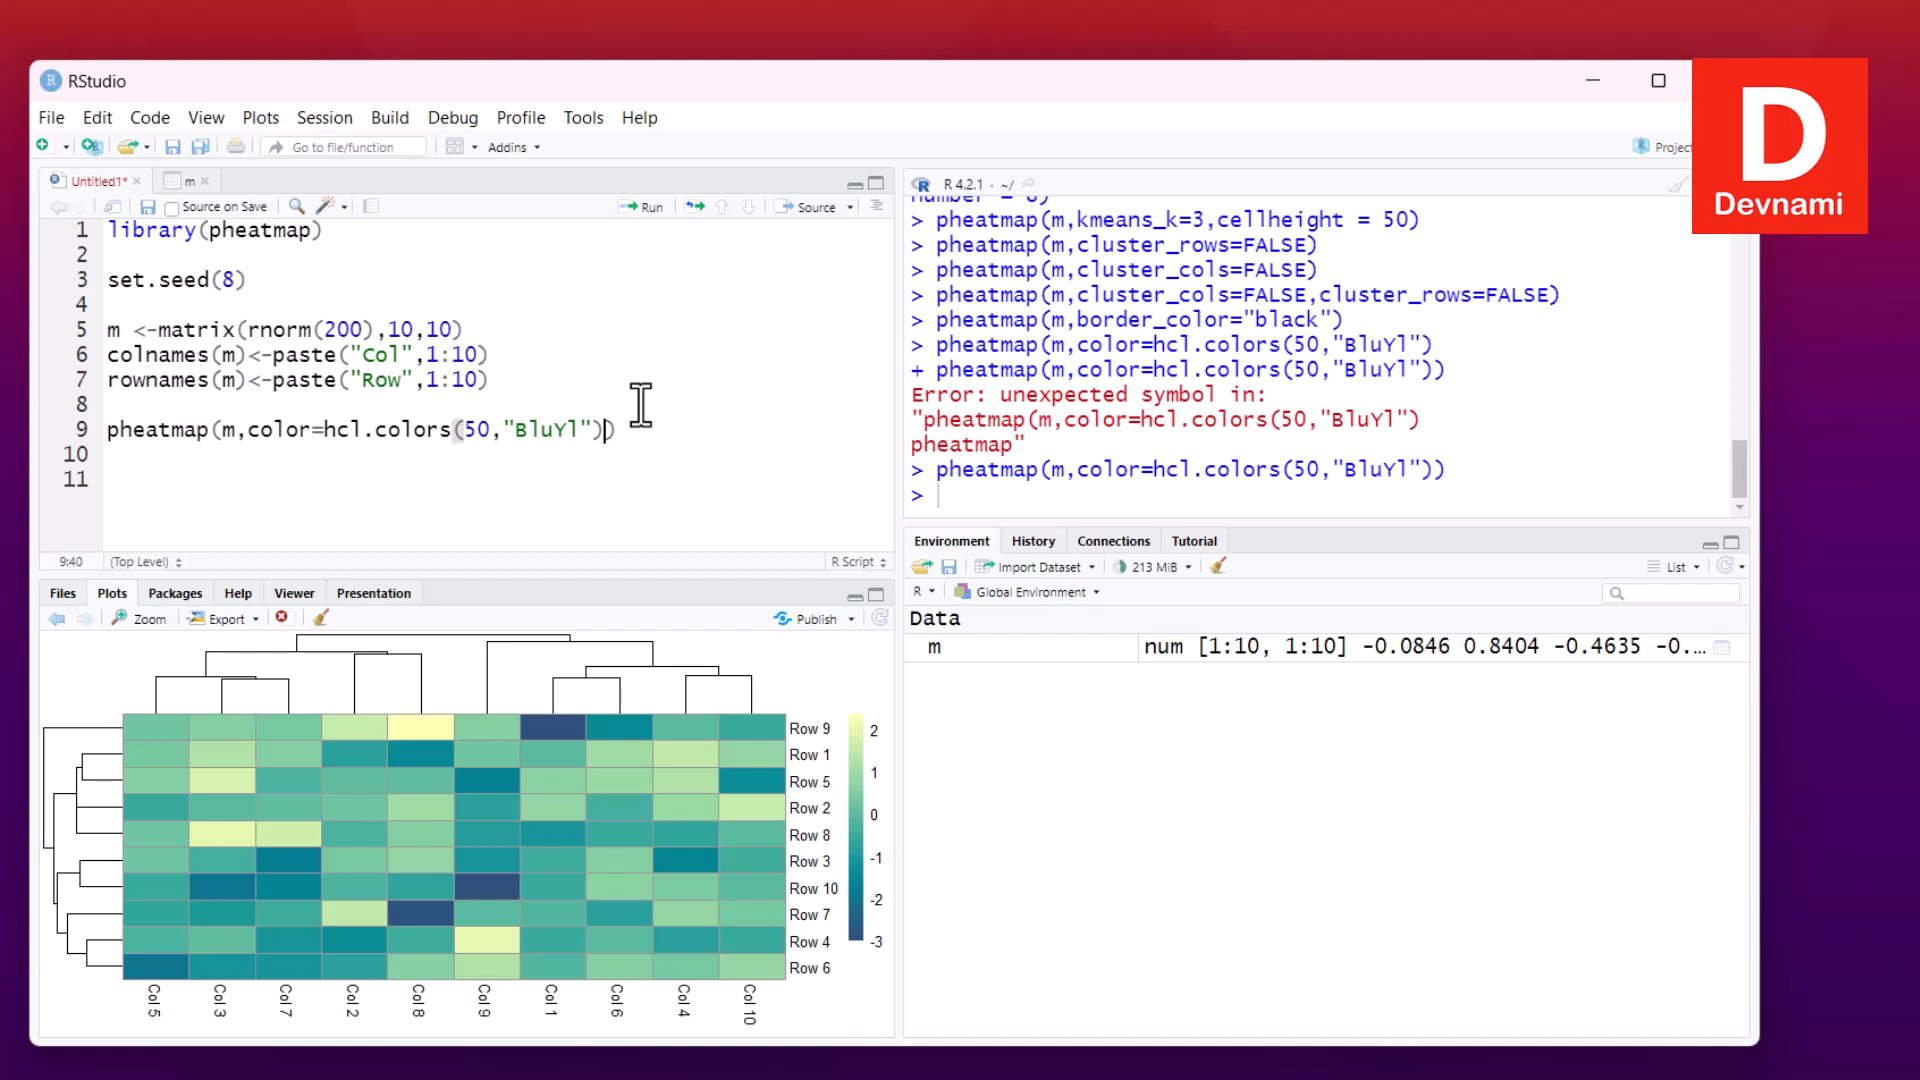 RStudio
D
Devnami
File Edit Code View Plots Session Build Debug Profile Tools Help
Go to file/function Addins Project
Untitled1* m
Source on Save Run Source
1 library(pheatmap)
2
3 set.seed(8)
4
5 m <-matrix(rnorm(200),10,10)
6 colnames(m)<-paste("Col",1:10)
7 rownames(m)<-paste("Row",1:10)
8
9 pheatmap(m,color=hcl.colors(50,"BluYl"))
10
11
9:40 (Top Level) R Script
R 4.2.1 · ~/
> pheatmap(m,kmeans_k=3,cellheight = 50)
> pheatmap(m,cluster_rows=FALSE)
> pheatmap(m,cluster_cols=FALSE)
> pheatmap(m,cluster_cols=FALSE,cluster_rows=FALSE)
> pheatmap(m,border_color="black")
> pheatmap(m,color=hcl.colors(50,"BluYl")
+ pheatmap(m,color=hcl.colors(50,"BluYl"))
Error: unexpected symbol in:
"pheatmap(m,color=hcl.colors(50,"BluYl")
pheatmap"
> pheatmap(m,color=hcl.colors(50,"BluYl"))
>
Files Plots Packages Help Viewer Presentation
Zoom Export Publish
Row 9
Row 1
Row 5
Row 2
Row 8
Row 3
Row 10
Row 7
Row 4
Row 6
2
1
0
-1
-2
-3
Col 5
Col 3
Col 7
Col 2
Col 8
Col 9
Col 1
Col 6
Col 4
Col 10
Environment History Connections Tutorial
Import Dataset 213 MiB List
R Global Environment
Data
m num [1:10, 1:10] -0.0846 0.8404 -0.4635 -0....